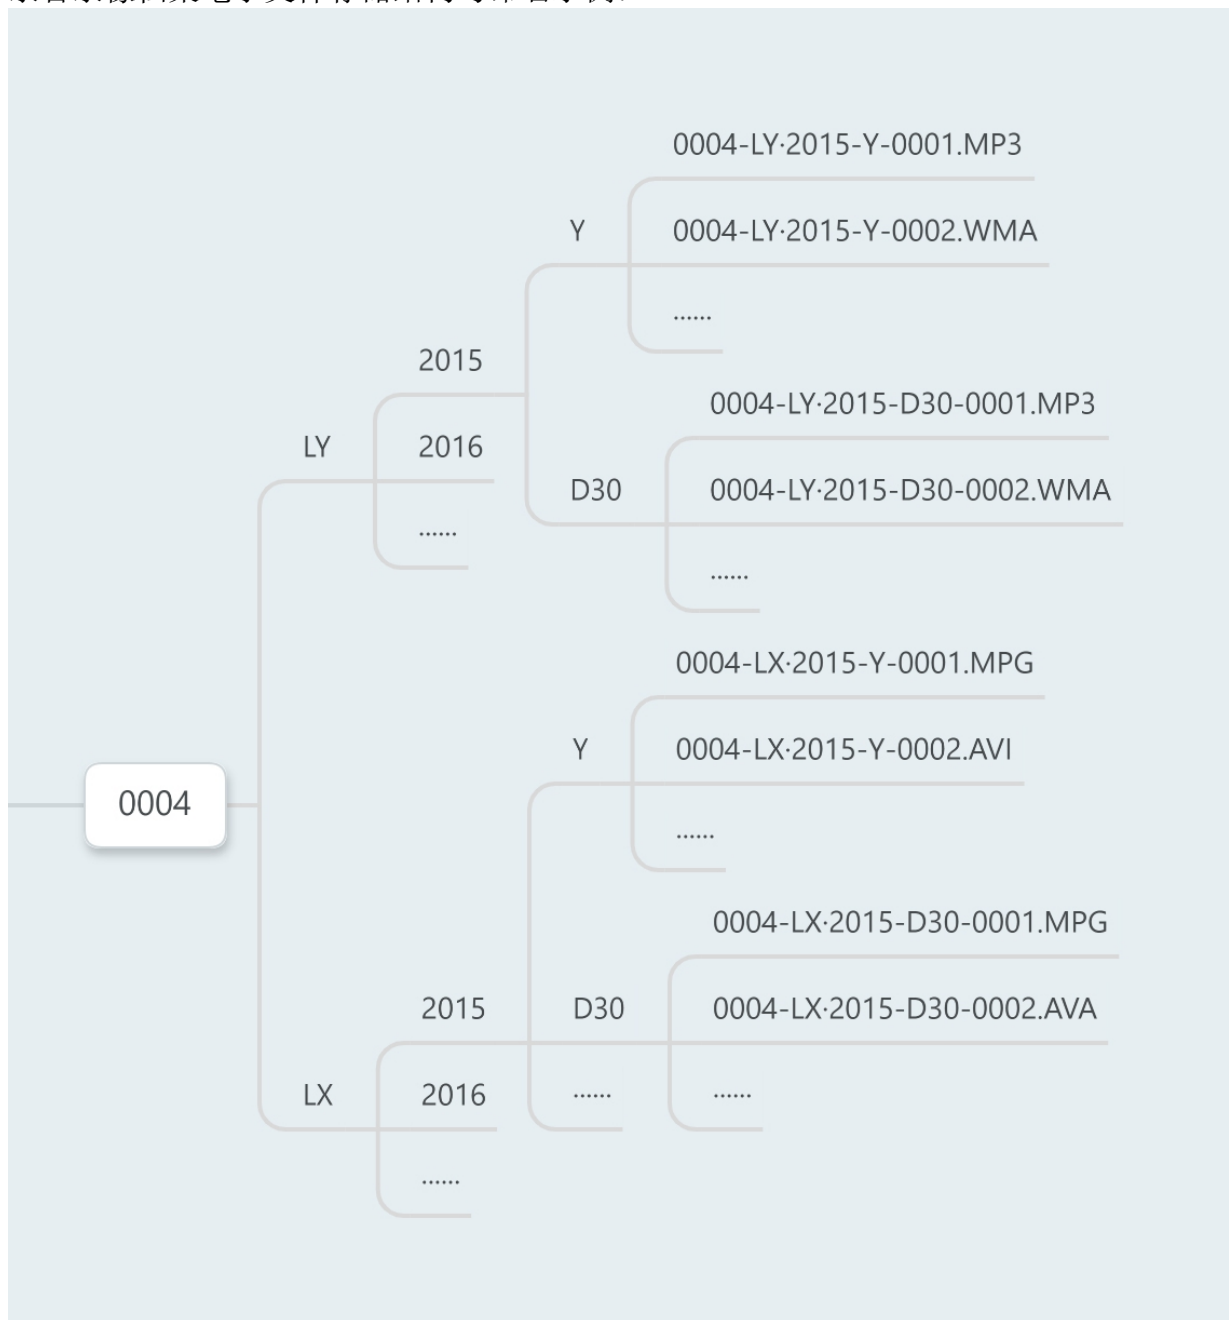 0004-LY·2015-Y-0001.MP3
Y
0004-LY·2015-Y-0002.WMA
......
2015
0004-LY·2015-D30-0001.MP3
LY
2016
D30
0004-LY·2015-D30-0002.WMA
......
......
0004-LX·2015-Y-0001.MPG
Y
0004-LX·2015-Y-0002.AVI
0004
......
0004-LX·2015-D30-0001.MPG
2015
D30
0004-LX·2015-D30-0002.AVA
LX
2016
......
......
......